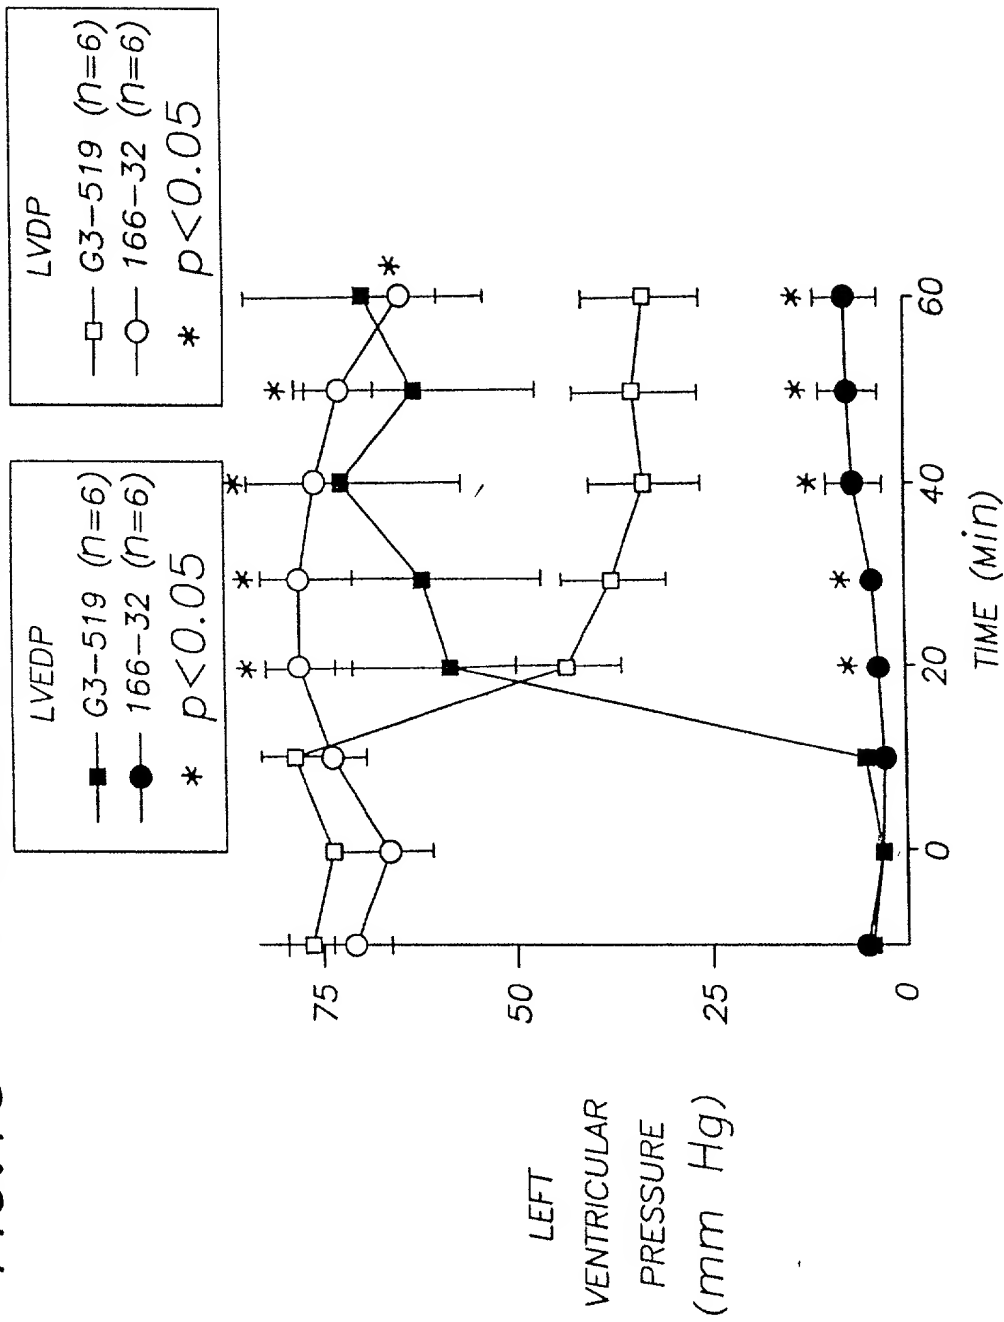 LVEDP
G3-519 (n=6)
166-32 (n=6)
* p<0.05
LVDP
G3-519 (n=6)
166-32 (n=6)
* p<0.05
LEFT
VENTRICULAR
PRESSURE
(mm Hg)
75
50
25
0
0
20
40
60
TIME (Min)
* * * * *
* * * * *